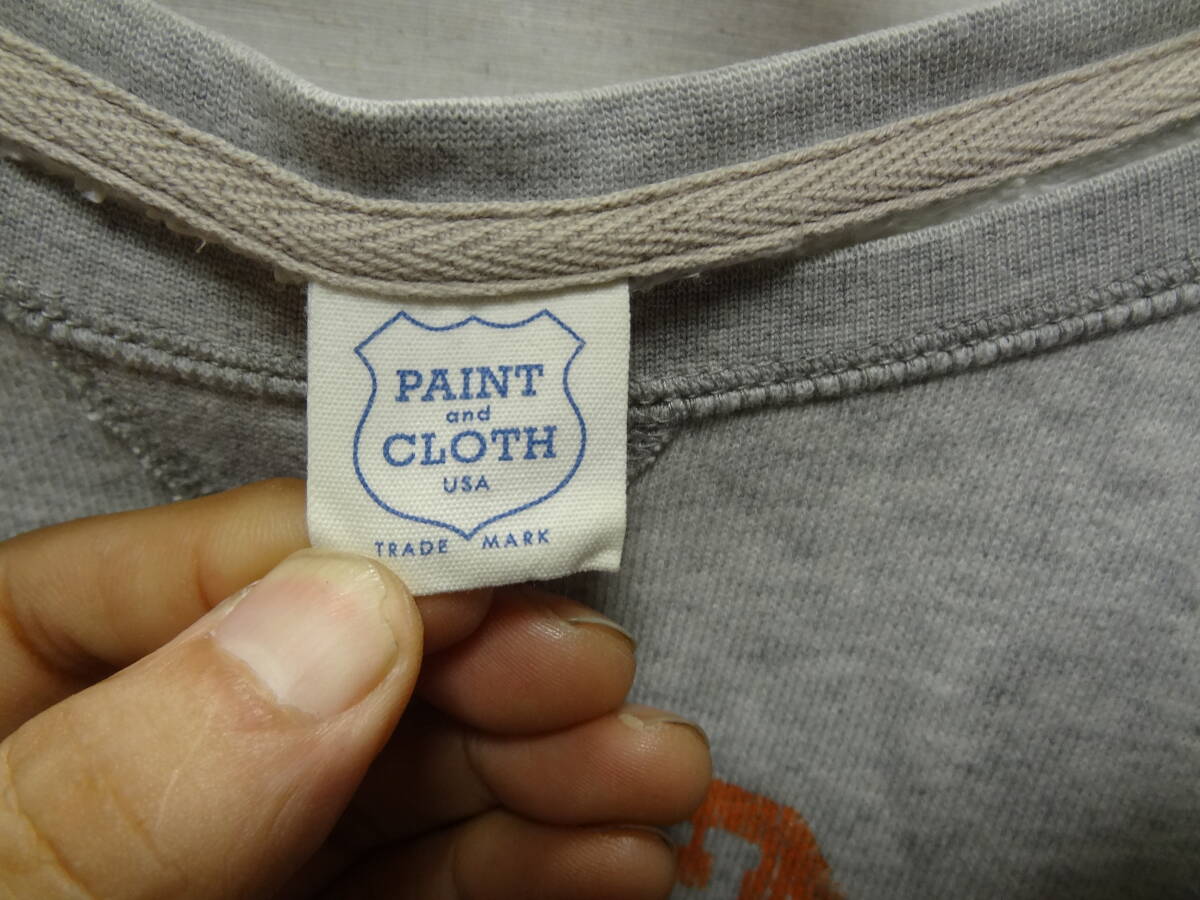 PAINT
and
CLOTH
USA
TRADE MARK